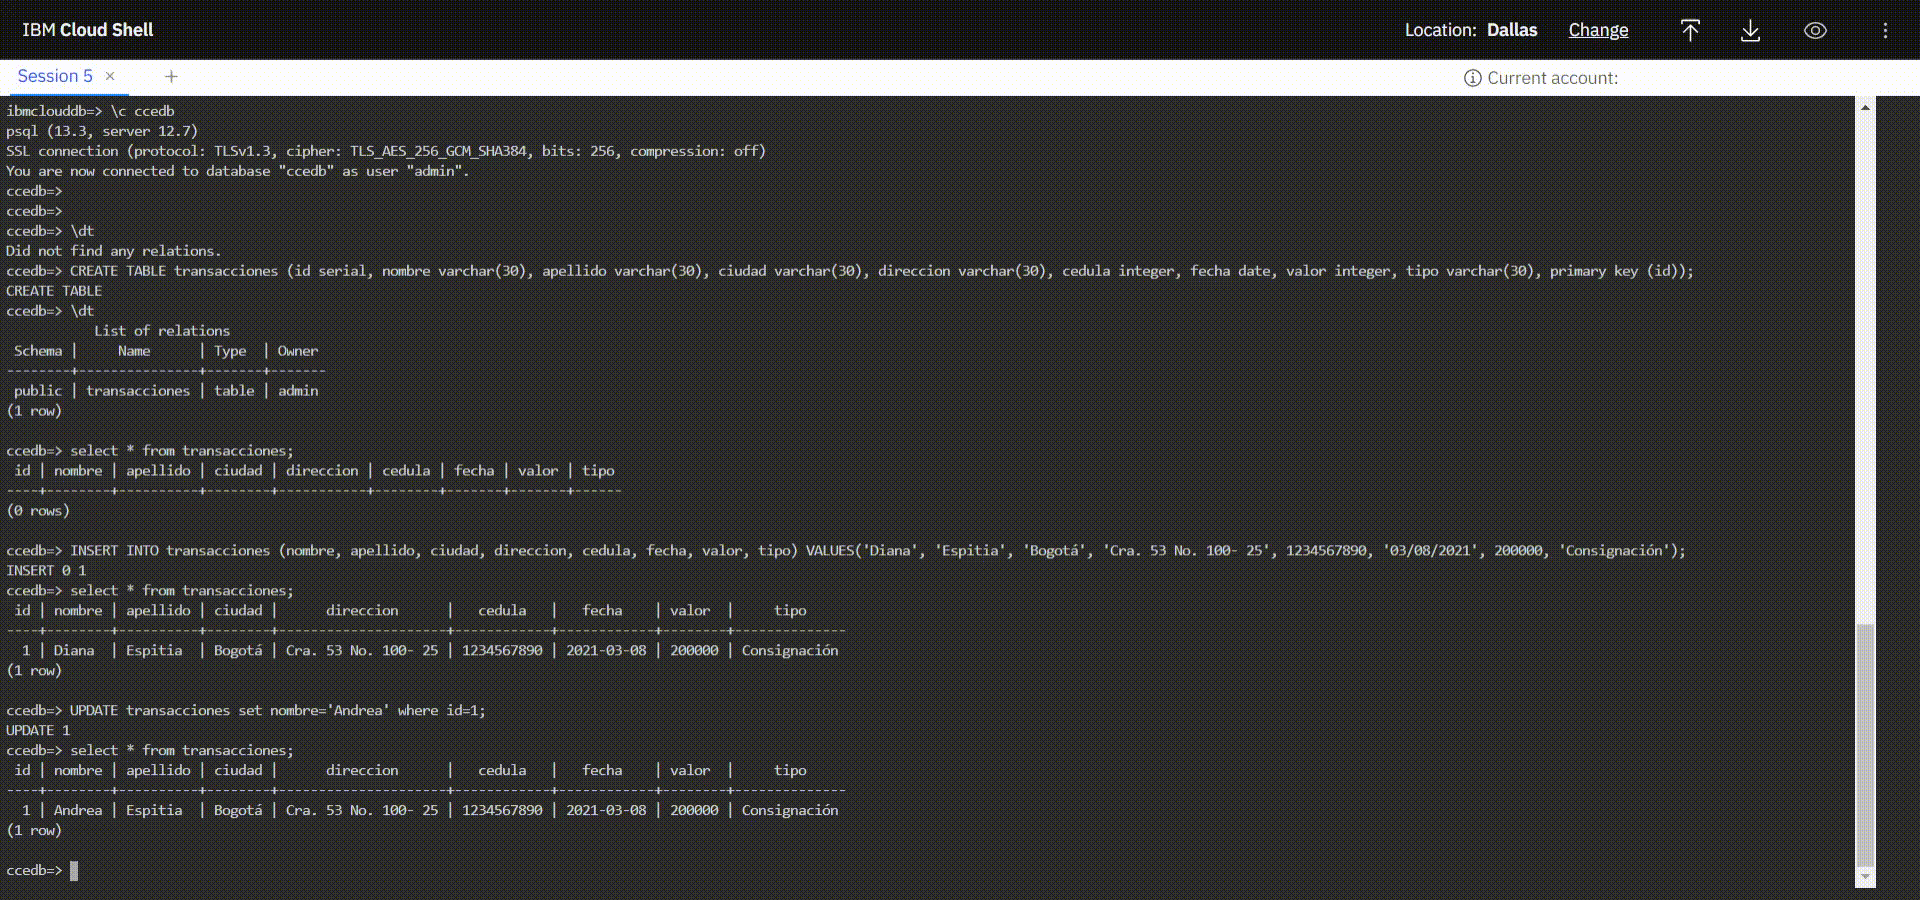 IBM Cloud Shell Location: Dallas Change
Session 5 × + Current account:
ibmclouddb=> \c ccedb
psql (13.3, server 12.7)
SSL connection (protocol: TLSv1.3, cipher: TLS_AES_256_GCM_SHA384, bits: 256, compression: off)
You are now connected to database "ccedb" as user "admin".
ccedb=>
ccedb=>
ccedb=> \dt
Did not find any relations.
ccedb=> CREATE TABLE transacciones (id serial, nombre varchar(30), apellido varchar(30), ciudad varchar(30), direccion varchar(30), cedula integer, fecha date, valor integer, tipo varchar(30), primary key (id));
CREATE TABLE
ccedb=> \dt
           List of relations
 Schema |     Name      | Type  | Owner
--------+---------------+-------+-------
 public | transacciones | table | admin
(1 row)

ccedb=> select * from transacciones;
 id | nombre | apellido | ciudad | direccion | cedula | fecha | valor | tipo
----+--------+----------+--------+-----------+--------+-------+-------+------
(0 rows)

ccedb=> INSERT INTO transacciones (nombre, apellido, ciudad, direccion, cedula, fecha, valor, tipo) VALUES('Diana', 'Espitia', 'Bogotá', 'Cra. 53 No. 100- 25', 1234567890, '03/08/2021', 200000, 'Consignación');
INSERT 0 1
ccedb=> select * from transacciones;
 id | nombre | apellido | ciudad |      direccion      |   cedula   |   fecha    | valor  |     tipo
----+--------+----------+--------+---------------------+------------+------------+--------+--------------
  1 | Diana  | Espitia  | Bogotá | Cra. 53 No. 100- 25 | 1234567890 | 2021-03-08 | 200000 | Consignación
(1 row)

ccedb=> UPDATE transacciones set nombre='Andrea' where id=1;
UPDATE 1
ccedb=> select * from transacciones;
 id | nombre | apellido | ciudad |      direccion      |   cedula   |   fecha    | valor  |     tipo
----+--------+----------+--------+---------------------+------------+------------+--------+--------------
  1 | Andrea | Espitia  | Bogotá | Cra. 53 No. 100- 25 | 1234567890 | 2021-03-08 | 200000 | Consignación
(1 row)

ccedb=>